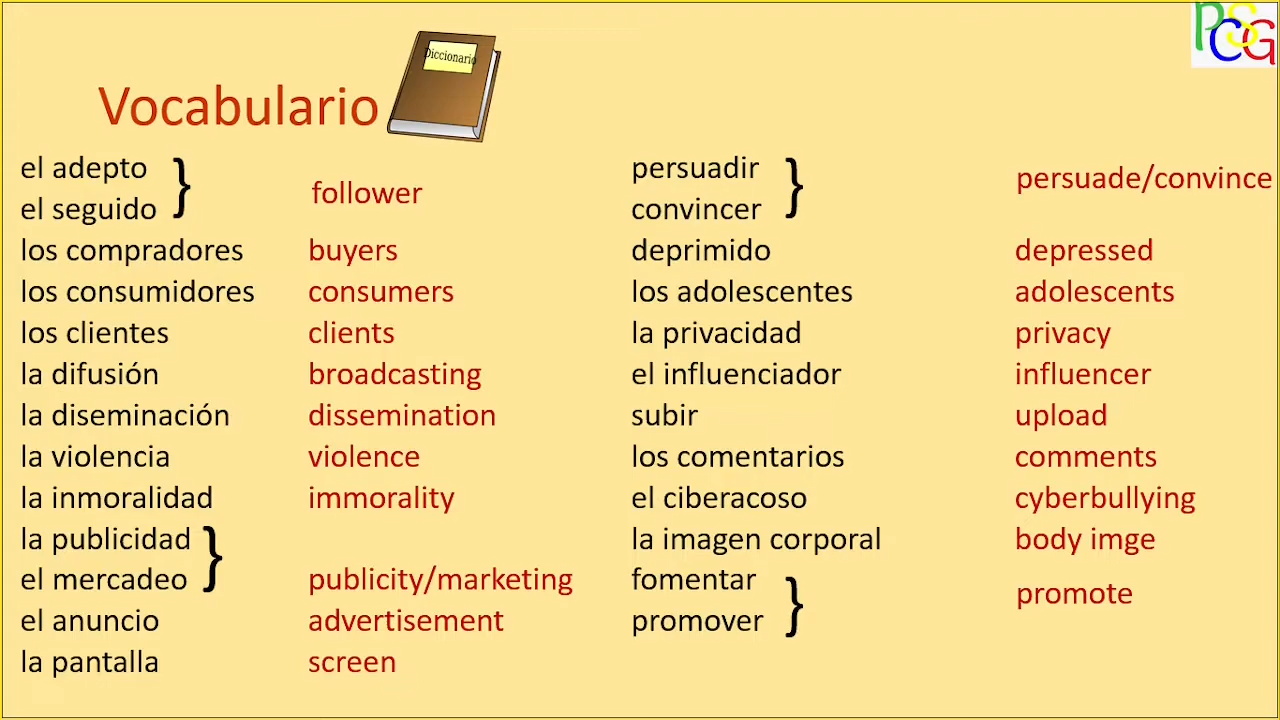 PCSG
Diccionario
Vocabulario
el adepto
el seguido
follower
los compradores
buyers
los consumidores
consumers
los clientes
clients
la difusión
broadcasting
la diseminación
dissemination
la violencia
violence
la inmoralidad
immorality
la publicidad
el mercadeo
publicity/marketing
el anuncio
advertisement
la pantalla
screen
persuadir
convincer
persuade/convince
deprimido
depressed
los adolescentes
adolescents
la privacidad
privacy
el influenciador
influencer
subir
upload
los comentarios
comments
el ciberacoso
cyberbullying
la imagen corporal
body imge
fomentar
promover
promote